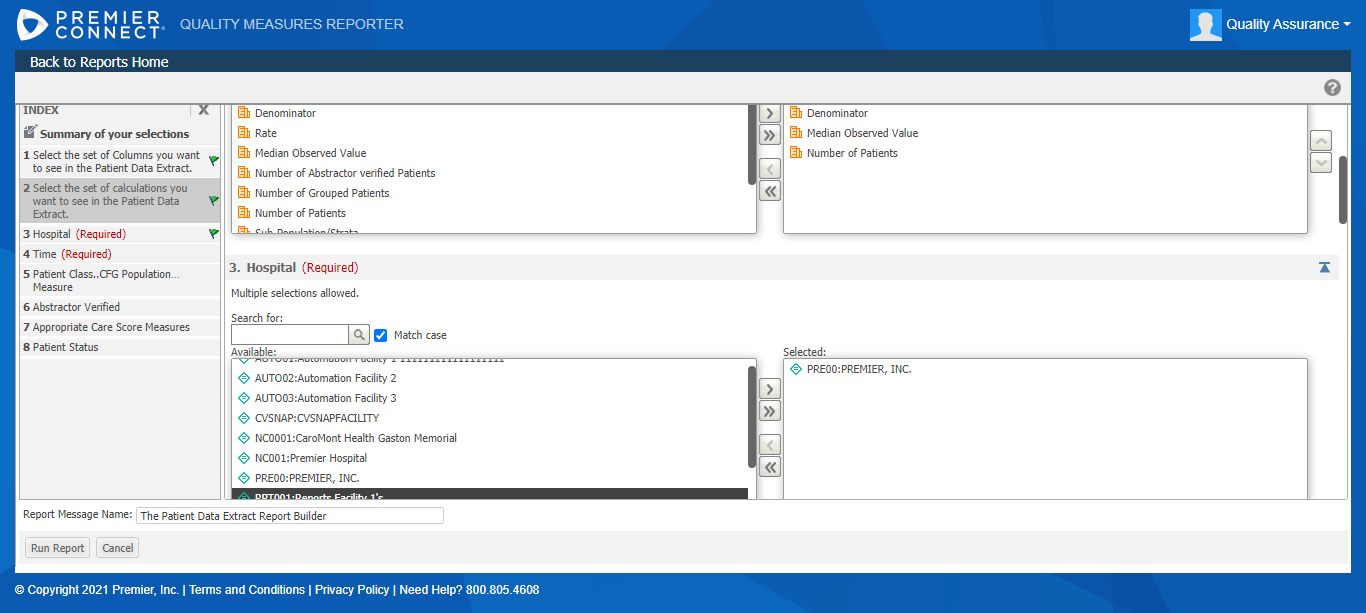 PREMIER CONNECT
QUALITY MEASURES REPORTER
Quality Assurance
Back to Reports Home
?
INDEX
X
Summary of your selections
1 Select the set of Columns you want
to see in the Patient Data Extract.
2 Select the set of calculations you
want to see in the Patient Data
Extract.
3 Hospital (Required)
4 Time (Required)
5 Patient Class..CFG Population...
Measure
6 Abstractor Verified
7 Appropriate Care Score Measures
8 Patient Status
Denominator
Rate
Median Observed Value
Number of Abstractor verified Patients
Number of Grouped Patients
Number of Patients
Sub-Population/Strata
Denominator
Median Observed Value
Number of Patients
3. Hospital (Required)
Multiple selections allowed.
Search for:
Match case
Available:
AUTO01:Automation Facility 1
AUTO02:Automation Facility 2
AUTO03:Automation Facility 3
CVSNAP:CVSNAPFACILITY
NC0001:CaroMont Health Gaston Memorial
NC001:Premier Hospital
PRE00:PREMIER, INC.
RPT001:Reports Facility 1's
Selected:
PRE00:PREMIER, INC.
Report Message Name: The Patient Data Extract Report Builder
Run Report Cancel
© Copyright 2021 Premier, Inc. | Terms and Conditions | Privacy Policy | Need Help? 800.805.4608